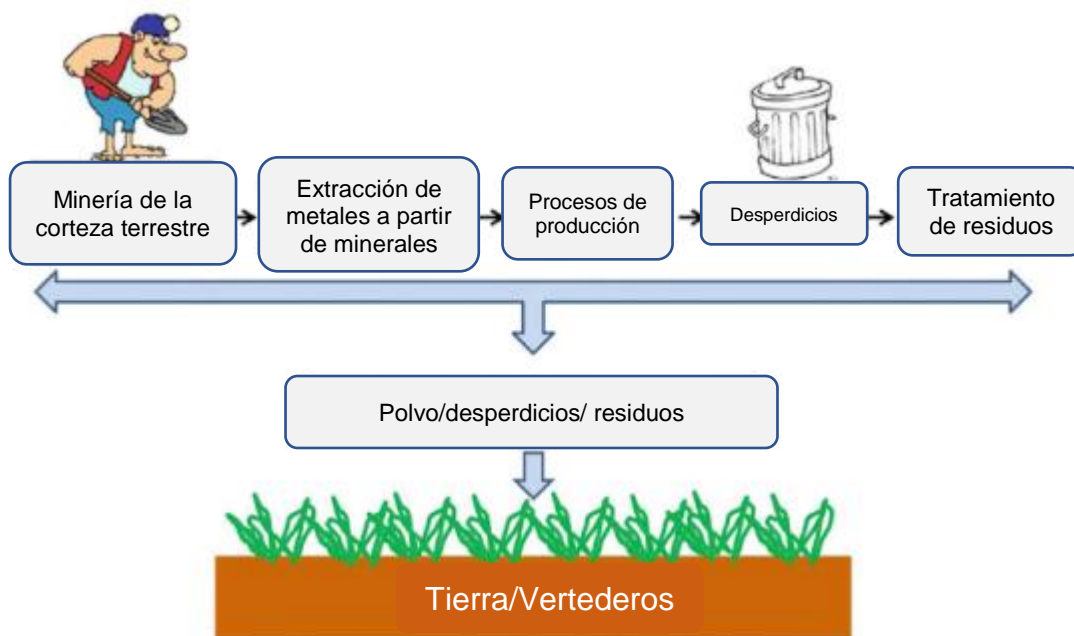 Minería de la
corteza terrestre
Extracción de
metales a partir
de minerales
Procesos de
producción
Desperdicios
Tratamiento
de residuos
Polvo/desperdicios/ residuos
Tierra/Vertederos